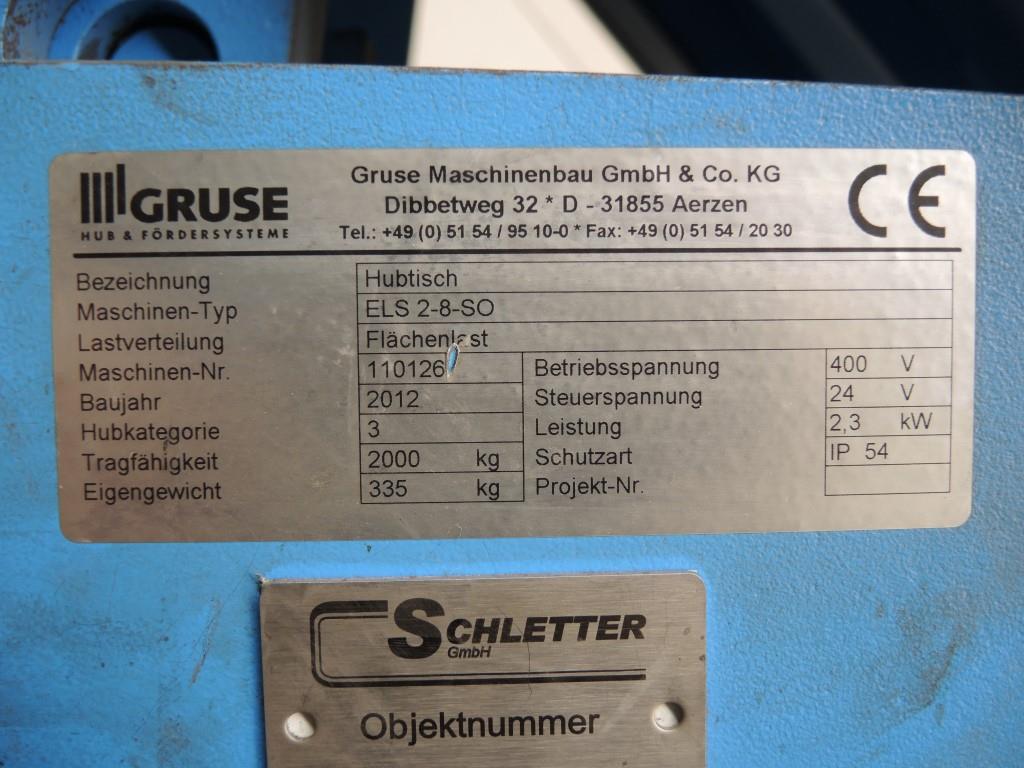 GRUSE
HUB & FÖRDERSYSTEME
Gruse Maschinenbau GmbH & Co. KG
Dibbetweg 32 * D - 31855 Aerzen
Tel.: +49 (0) 51 54 / 95 10-0 * Fax: +49 (0) 51 54 / 20 30
CE
Bezeichnung Hubtisch
Maschinen-Typ ELS 2-8-SO
Lastverteilung Flächenlast
Maschinen-Nr. 110126 Betriebsspannung 400 V
Baujahr 2012 Steuerspannung 24 V
Hubkategorie 3 Leistung 2,3 kW
Tragfähigkeit 2000 kg Schutzart IP 54
Eigengewicht 335 kg Projekt-Nr.
SCHLETTER
GmbH
Objektnummer